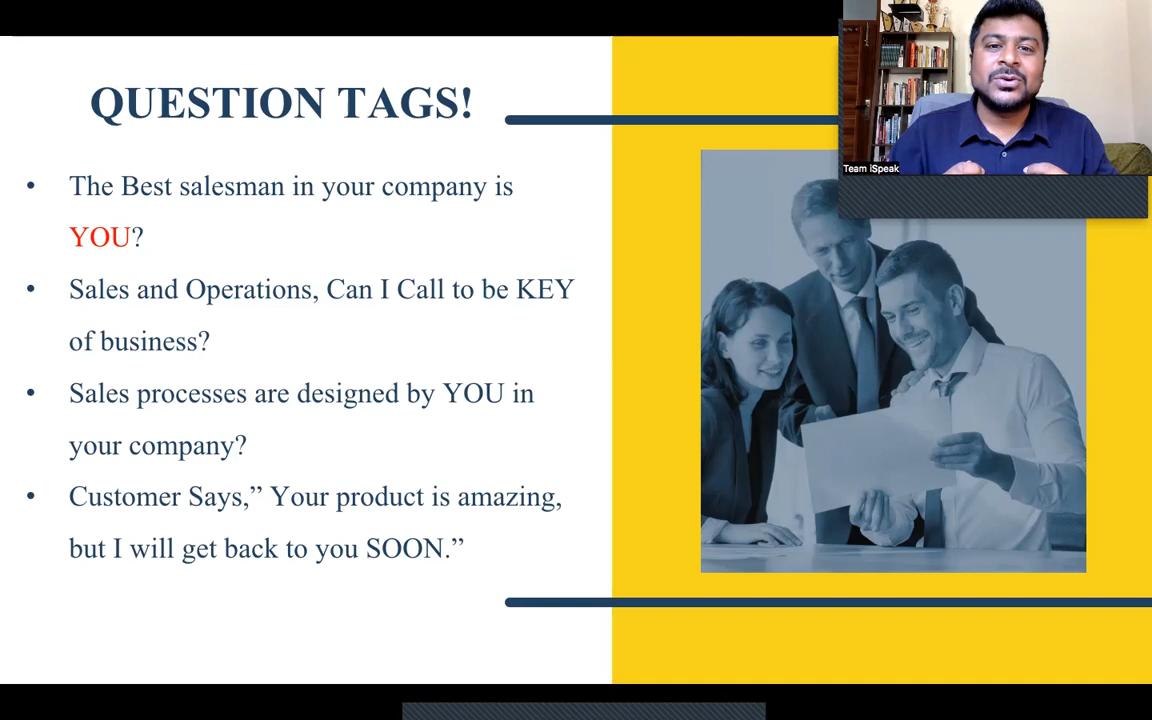 QUESTION TAGS!
• The Best salesman in your company is
YOU?
• Sales and Operations, Can I Call to be KEY
of business?
• Sales processes are designed by YOU in
your company?
• Customer Says,” Your product is amazing,
but I will get back to you SOON.”
Team iSpeak